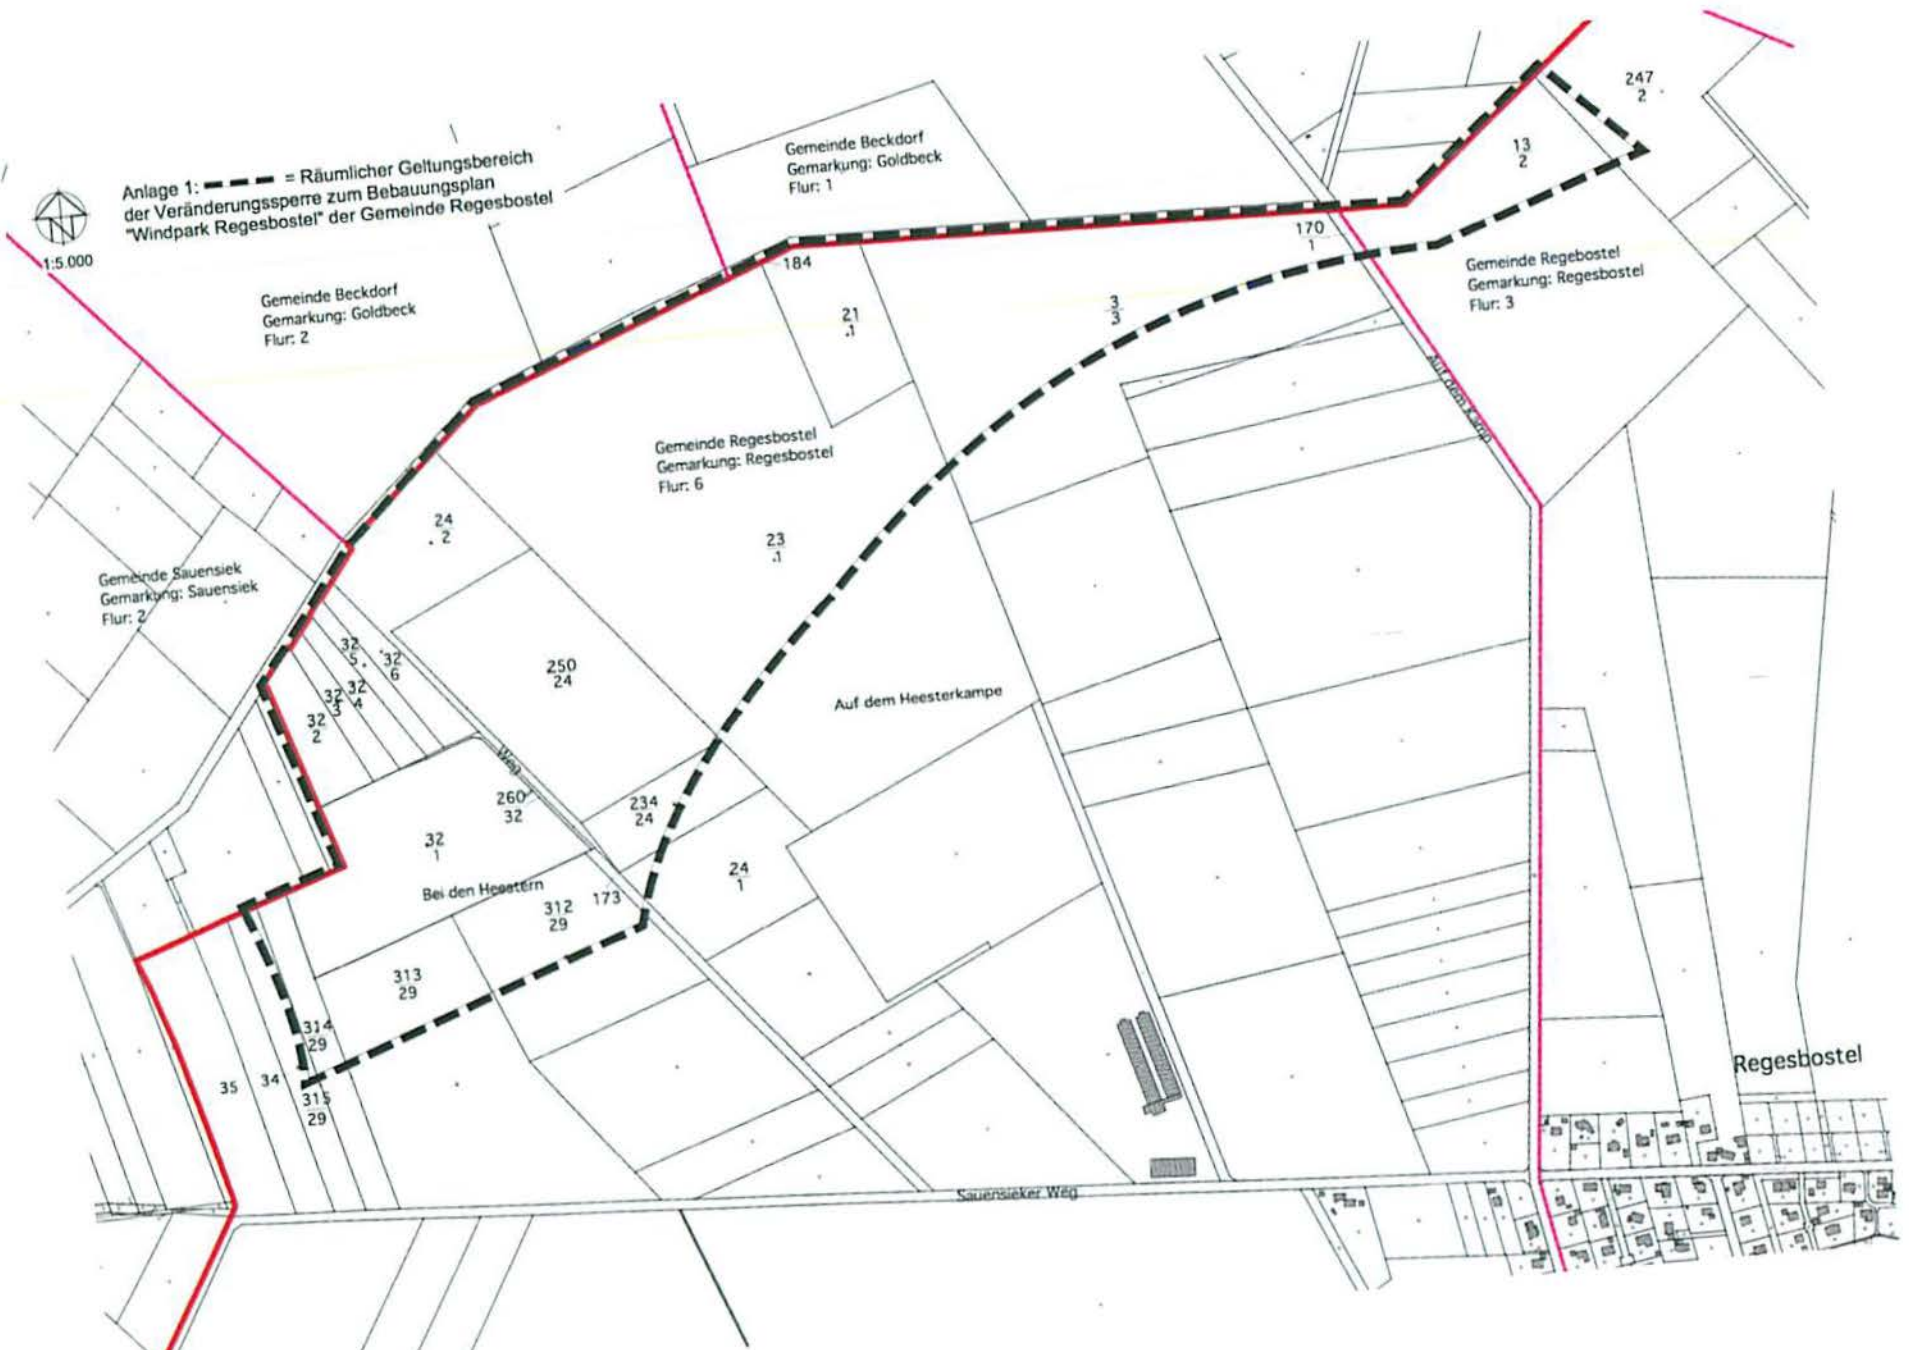 Anlage 1: = Räumlicher Geltungsbereich
der Veränderungssperre zum Bebauungsplan
"Windpark Regesbostel" der Gemeinde Regesbostel
N
1:5.000
Gemeinde Beckdorf
Gemarkung: Goldbeck
Flur: 1
247
2
13
2
170
1
184
Gemeinde Regebostel
Gemarkung: Regesbostel
Flur: 3
Gemeinde Beckdorf
Gemarkung: Goldbeck
Flur: 2
21
1
3
3
Auf dem Kamp
Gemeinde Regesbostel
Gemarkung: Regesbostel
Flur: 6
24
2
23
1
Gemeinde Sauensiek
Gemarkung: Sauensiek
Flur: 2
32
5
32
6
32
4
32
3
32
2
250
24
Auf dem Heesterkampe
Weg
260
32
234
24
32
1
24
1
Bei den Heestern
312
29
173
313
29
314
29
35
34
315
29
Regesbostel
Sauensieker Weg